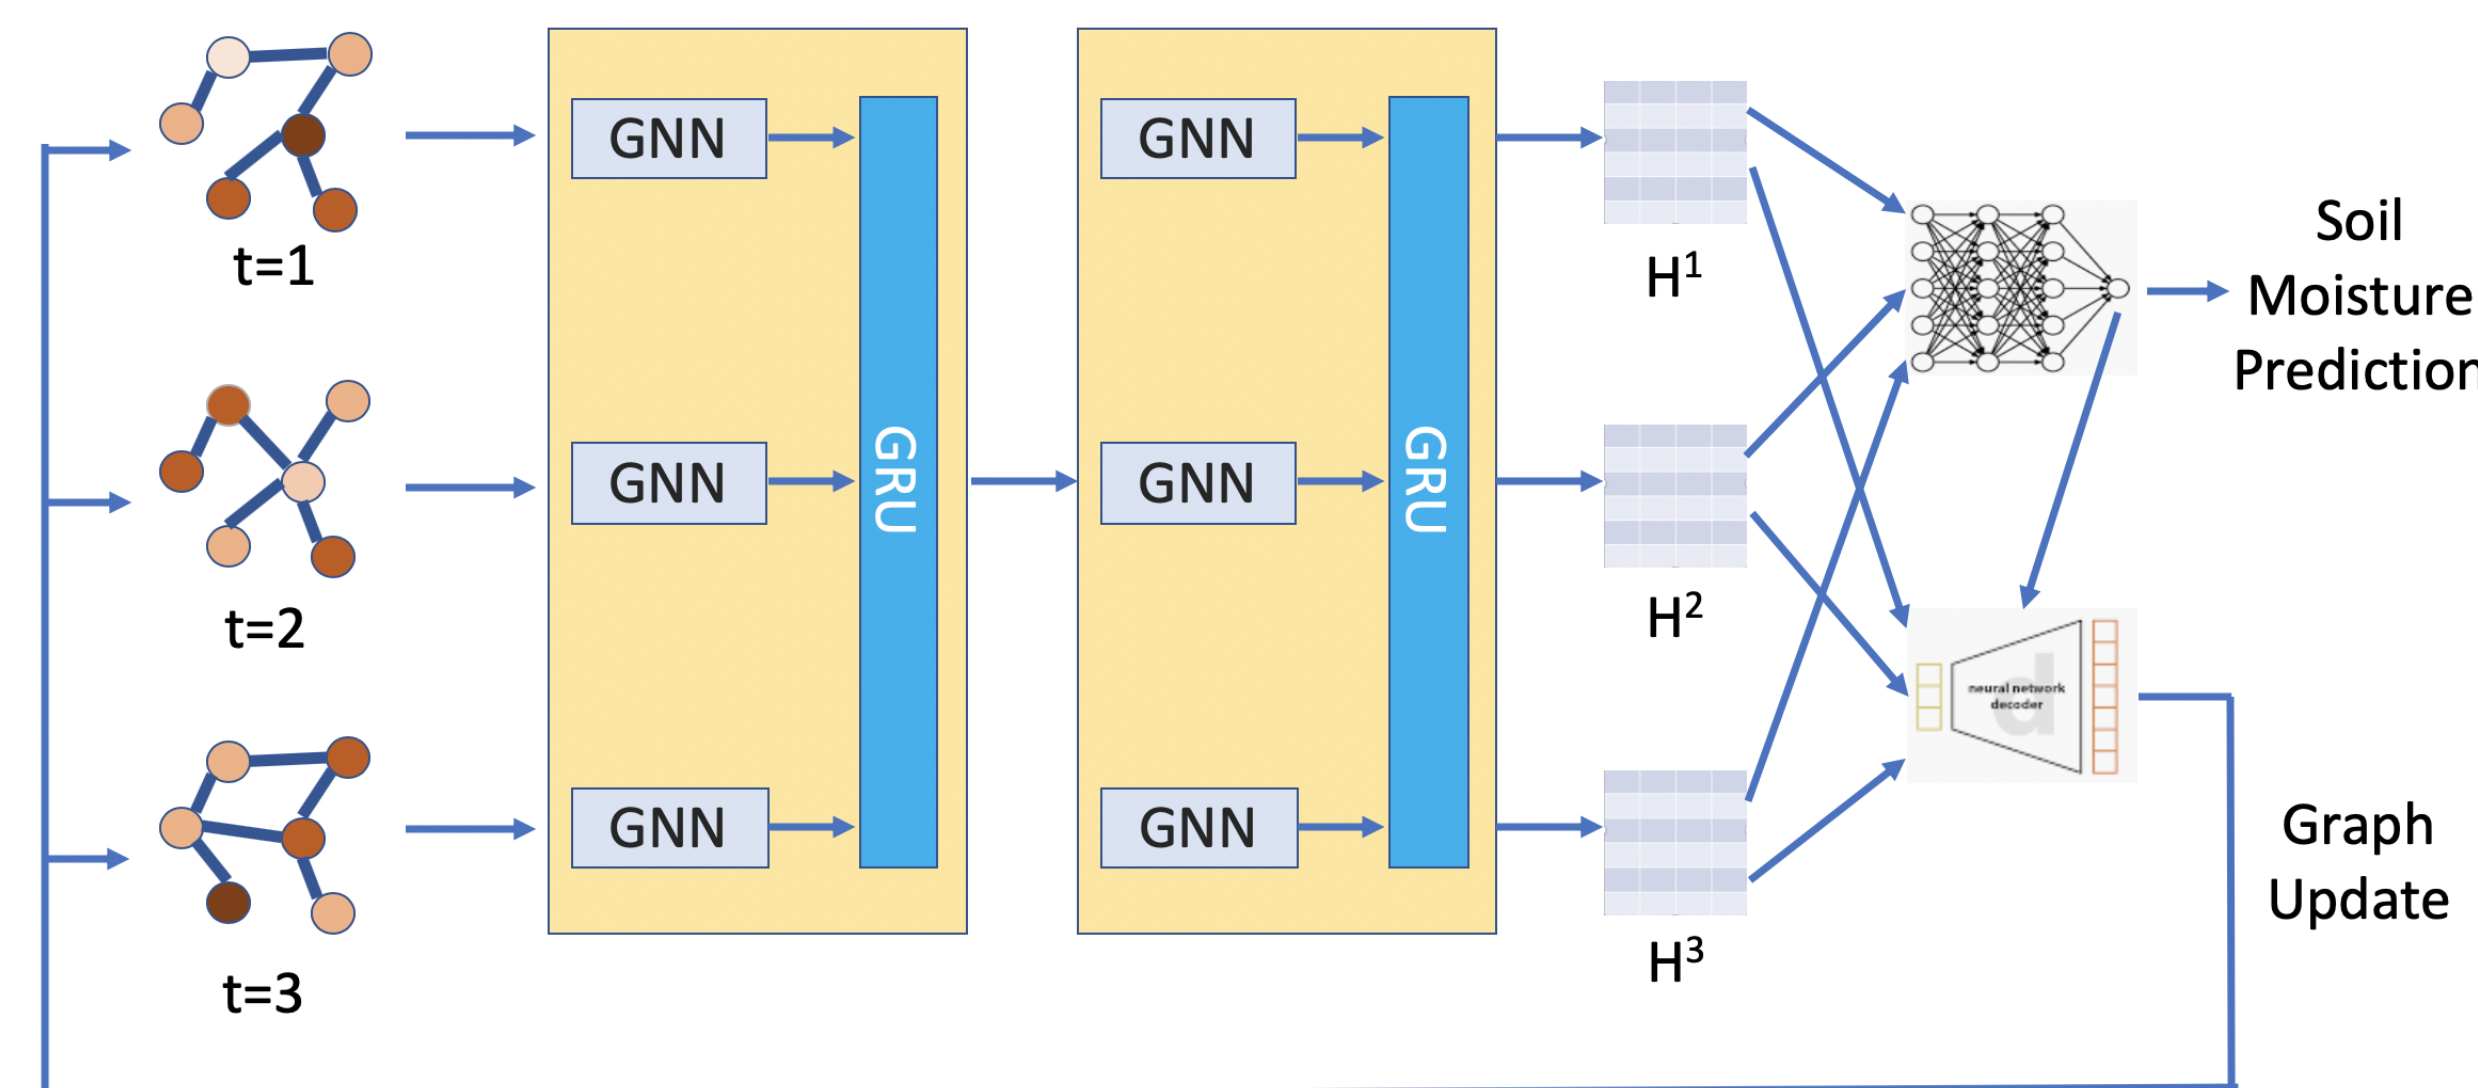 t=1
t=2
t=3
GNN
GNN
GNN
GRU
GNN
GNN
GNN
GRU
H¹
H²
H³
Soil
Moisture
Prediction
d
neural network
decoder
Graph
Update